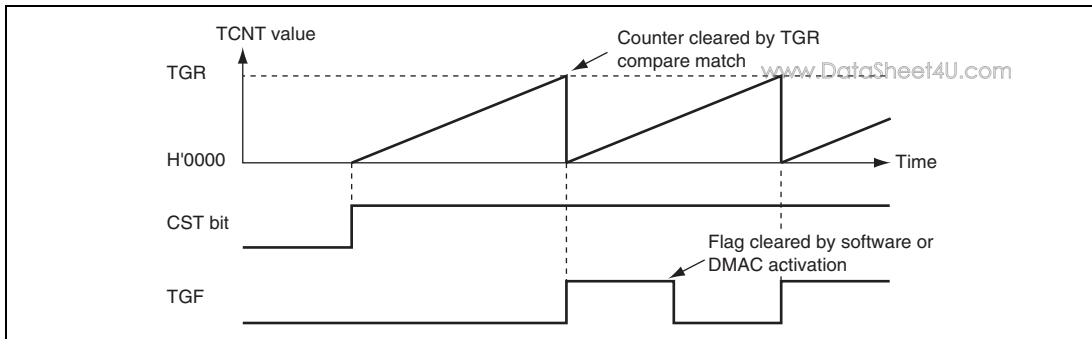 TCNT value
Counter cleared by TGR
compare match
www.DataSheet4U.com
TGR
H'0000
Time
CST bit
Flag cleared by software or
DMAC activation
TGF